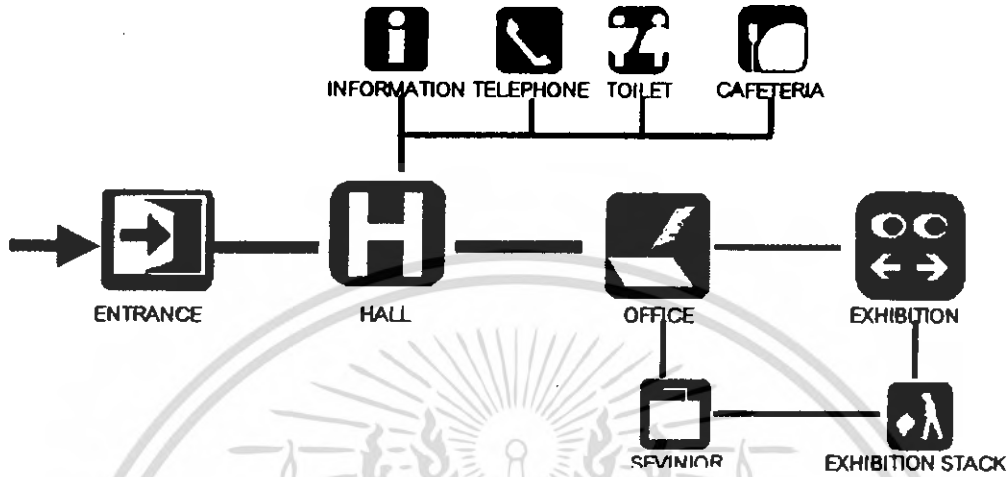 INFORMATION TELEPHONE TOILET CAFETERIA
H
ENTRANCE HALL OFFICE EXHIBITION
SEVINIOR EXHIBITION STACK